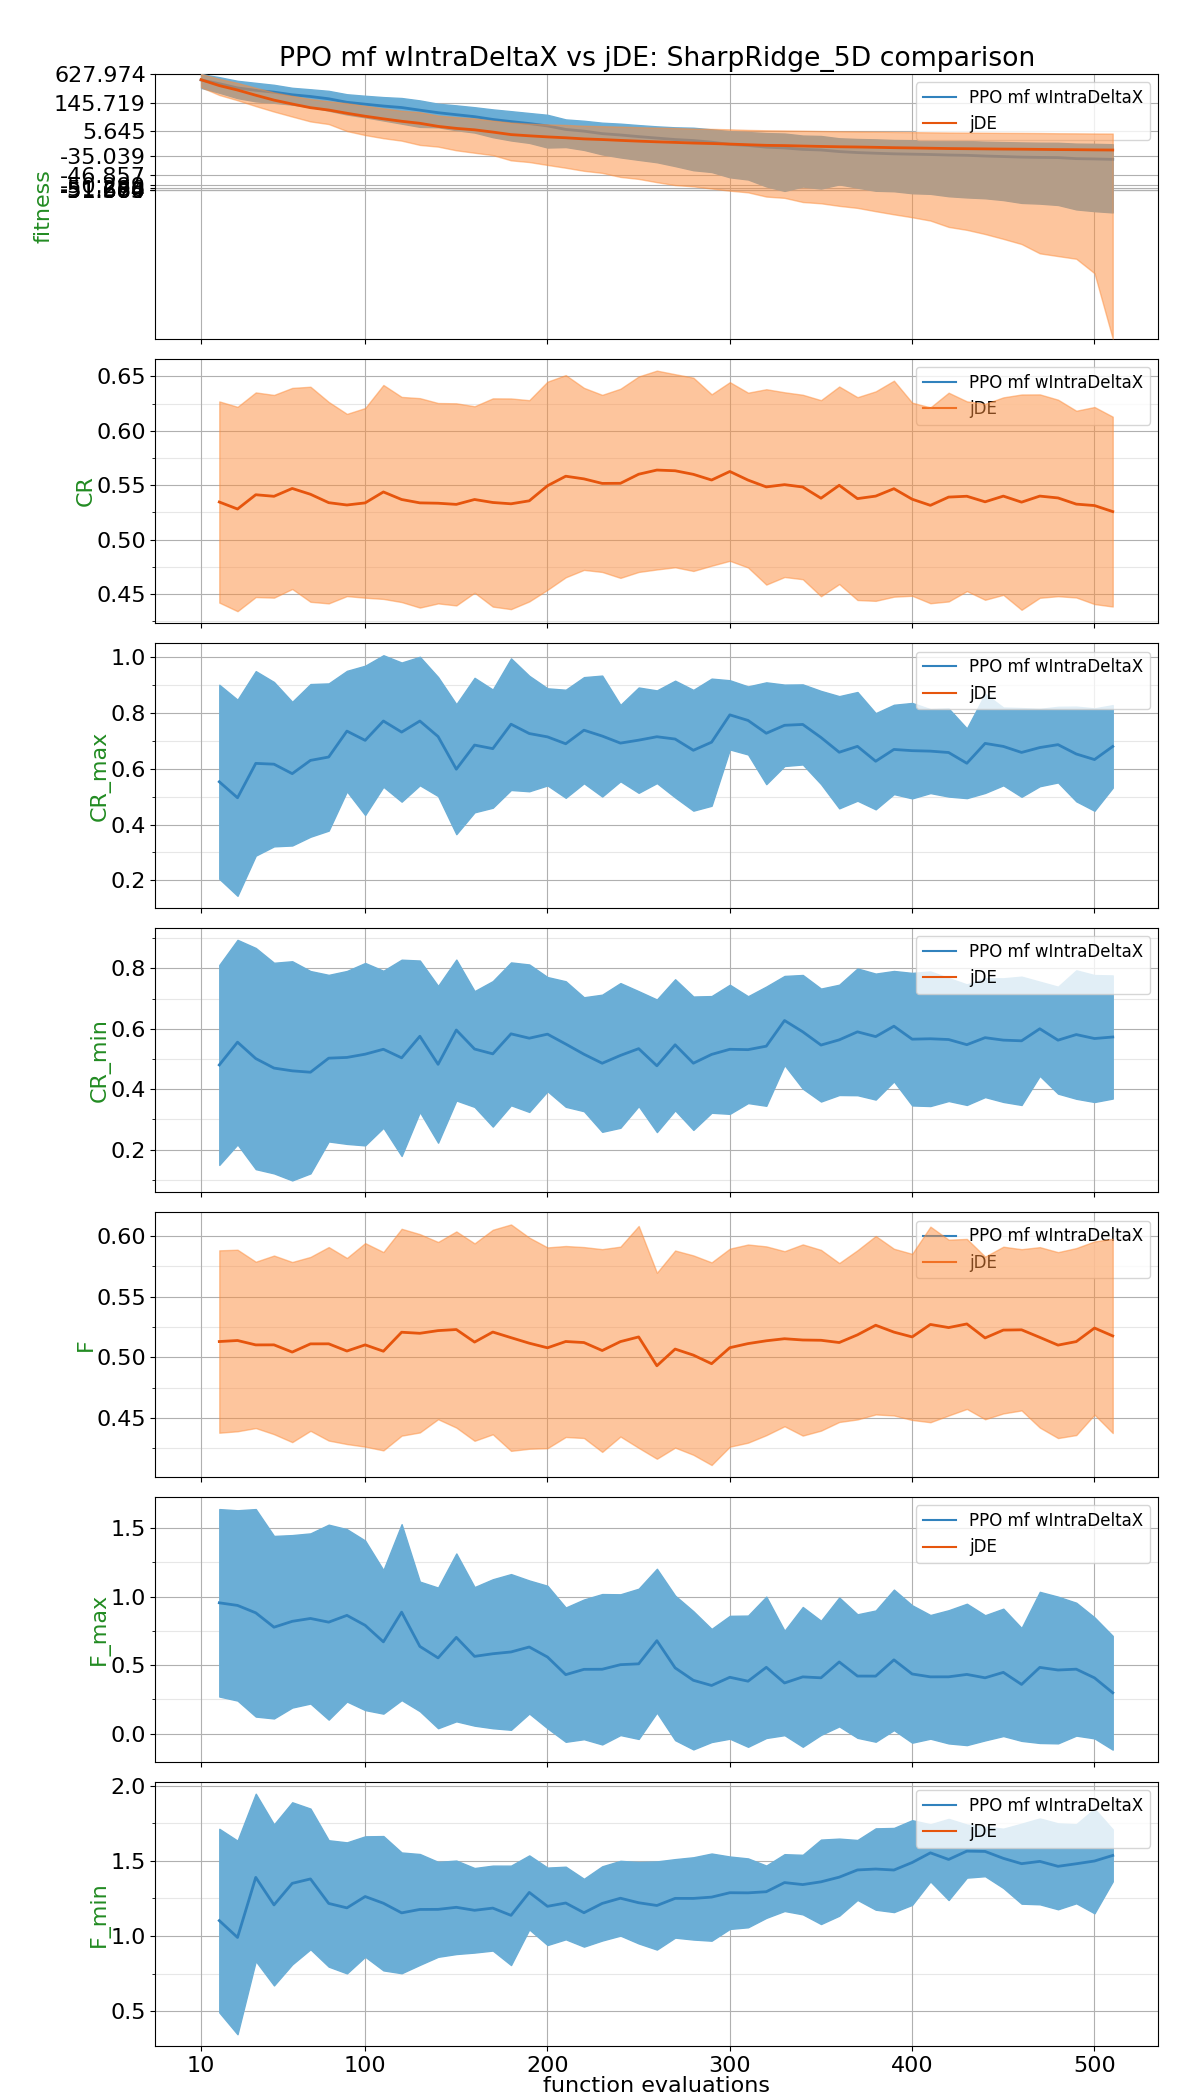 PPO mf wIntraDeltaX vs jDE: SharpRidge_5D comparison
627.974
145.719
5.645
-35.039
-46.857
fitness
PPO mf wIntraDeltaX
jDE
0.65
0.60
0.55
0.50
0.45
CR
PPO mf wIntraDeltaX
jDE
1.0
0.8
0.6
0.4
0.2
CR_max
PPO mf wIntraDeltaX
jDE
0.8
0.6
0.4
0.2
CR_min
PPO mf wIntraDeltaX
jDE
0.60
0.55
0.50
0.45
F
PPO mf wIntraDeltaX
jDE
1.5
1.0
0.5
0.0
F_max
PPO mf wIntraDeltaX
jDE
2.0
1.5
1.0
0.5
F_min
PPO mf wIntraDeltaX
jDE
10 100 200 300 400 500
function evaluations